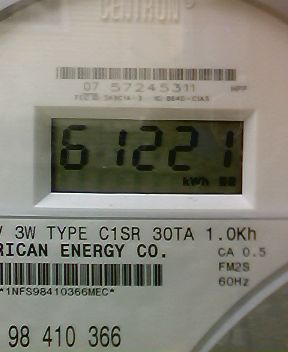 CENTRON®
07 57245311
61221
kWh
V 3W TYPE C1SR 30TA 1.0Kh
RICAN ENERGY CO.
CA 0.5
FM2S
60Hz
*1NFS98410366MEC*
98 410 366